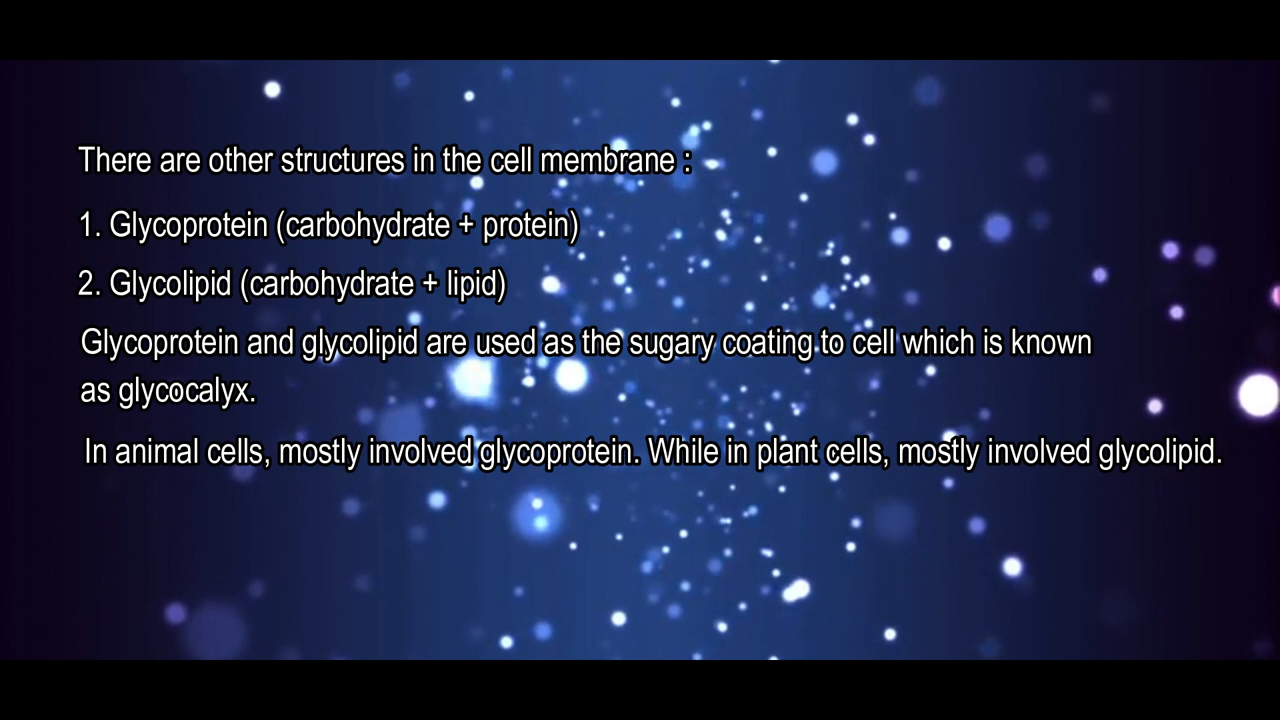 There are other structures in the cell membrane :
1. Glycoprotein (carbohydrate + protein)
2. Glycolipid (carbohydrate + lipid)
Glycoprotein and glycolipid are used as the sugary coating to cell which is known
as glycocalyx.
In animal cells, mostly involved glycoprotein. While in plant cells, mostly involved glycolipid.